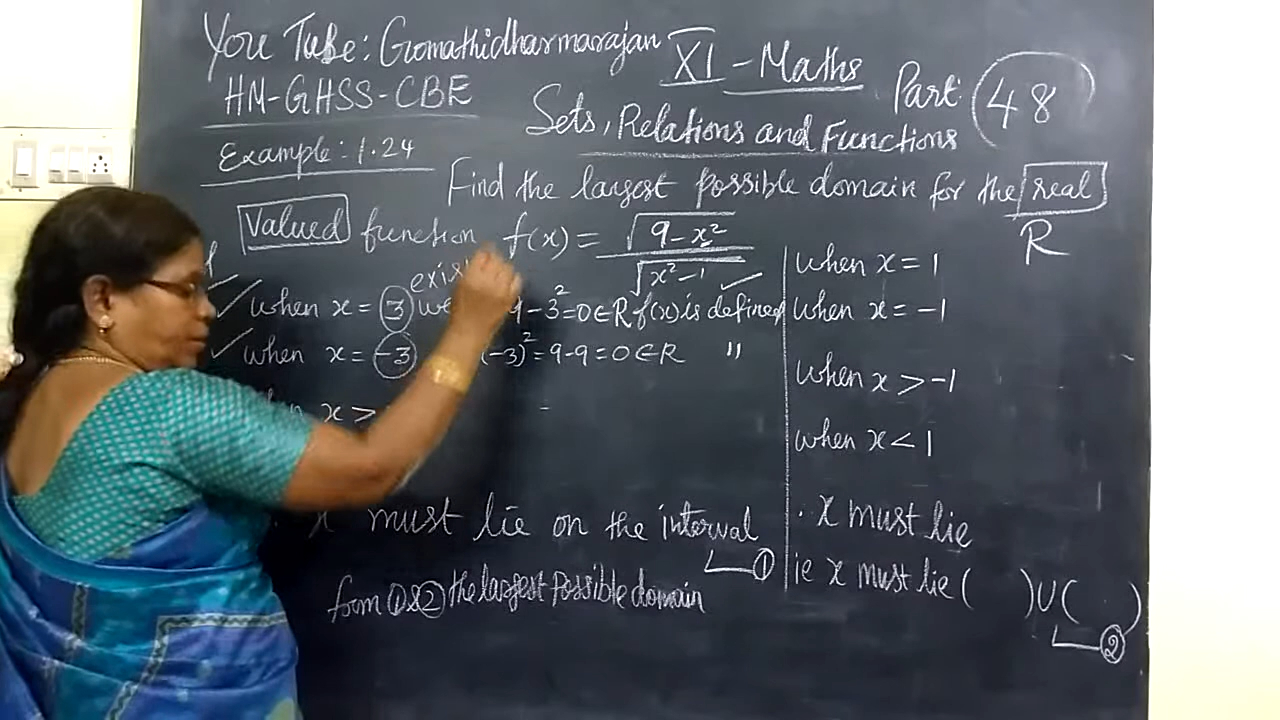 You Tube: Gomathidharmarajan
HM-GHSS-CBE
XI - Maths
Part: 48
Sets, Relations and Functions
Example: 1.24
Find the largest possible domain for the real
Valued function f(x) = √(9-x²) / √(x²-1)
R
when x = 3 9-3²=0∈R f(x) is defined
when x = -3 (-3)²=9-9=0∈R "
x >
x must lie on the interval
①
form ①&② the largest possible domain
when x = 1
when x = -1
when x > -1
when x < 1
∴ x must lie
ie x must lie ( )∪( )
②